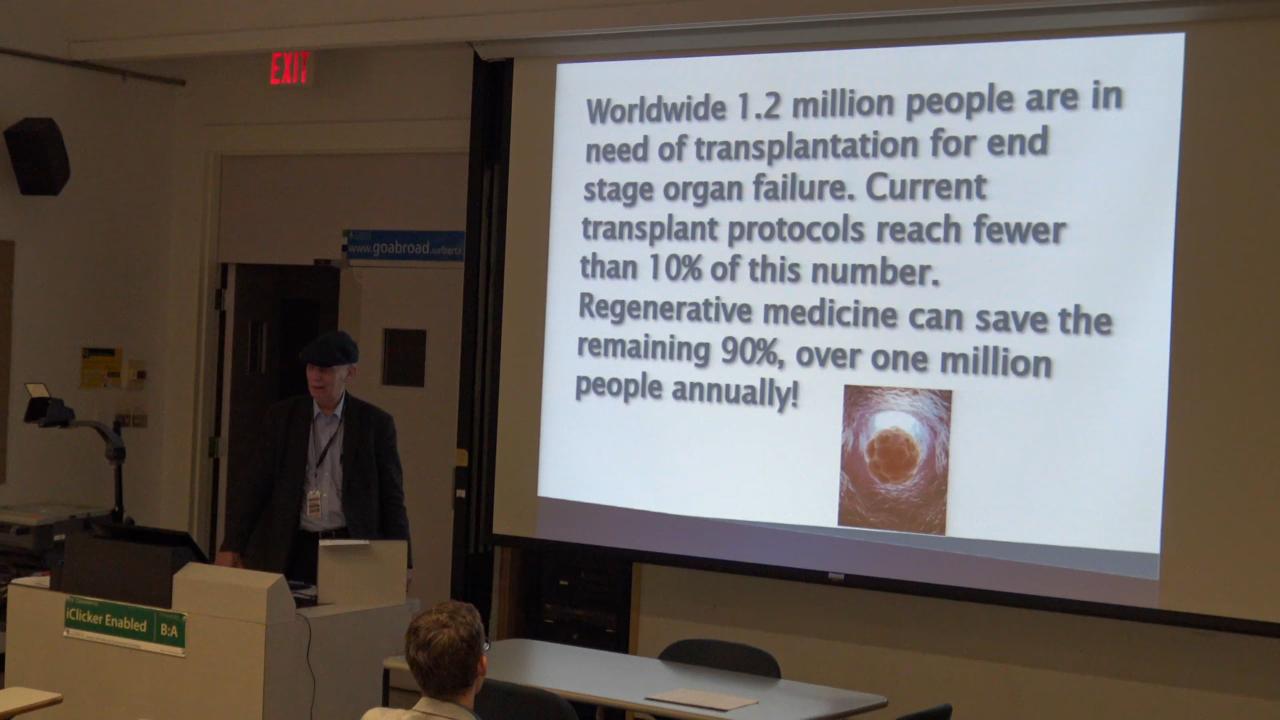 EXIT
Worldwide 1.2 million people are in
need of transplantation for end
stage organ failure. Current
transplant protocols reach fewer
than 10% of this number.
Regenerative medicine can save the
remaining 90%, over one million
people annually!
www.goabroad.ualberta
iClicker Enabled B:A